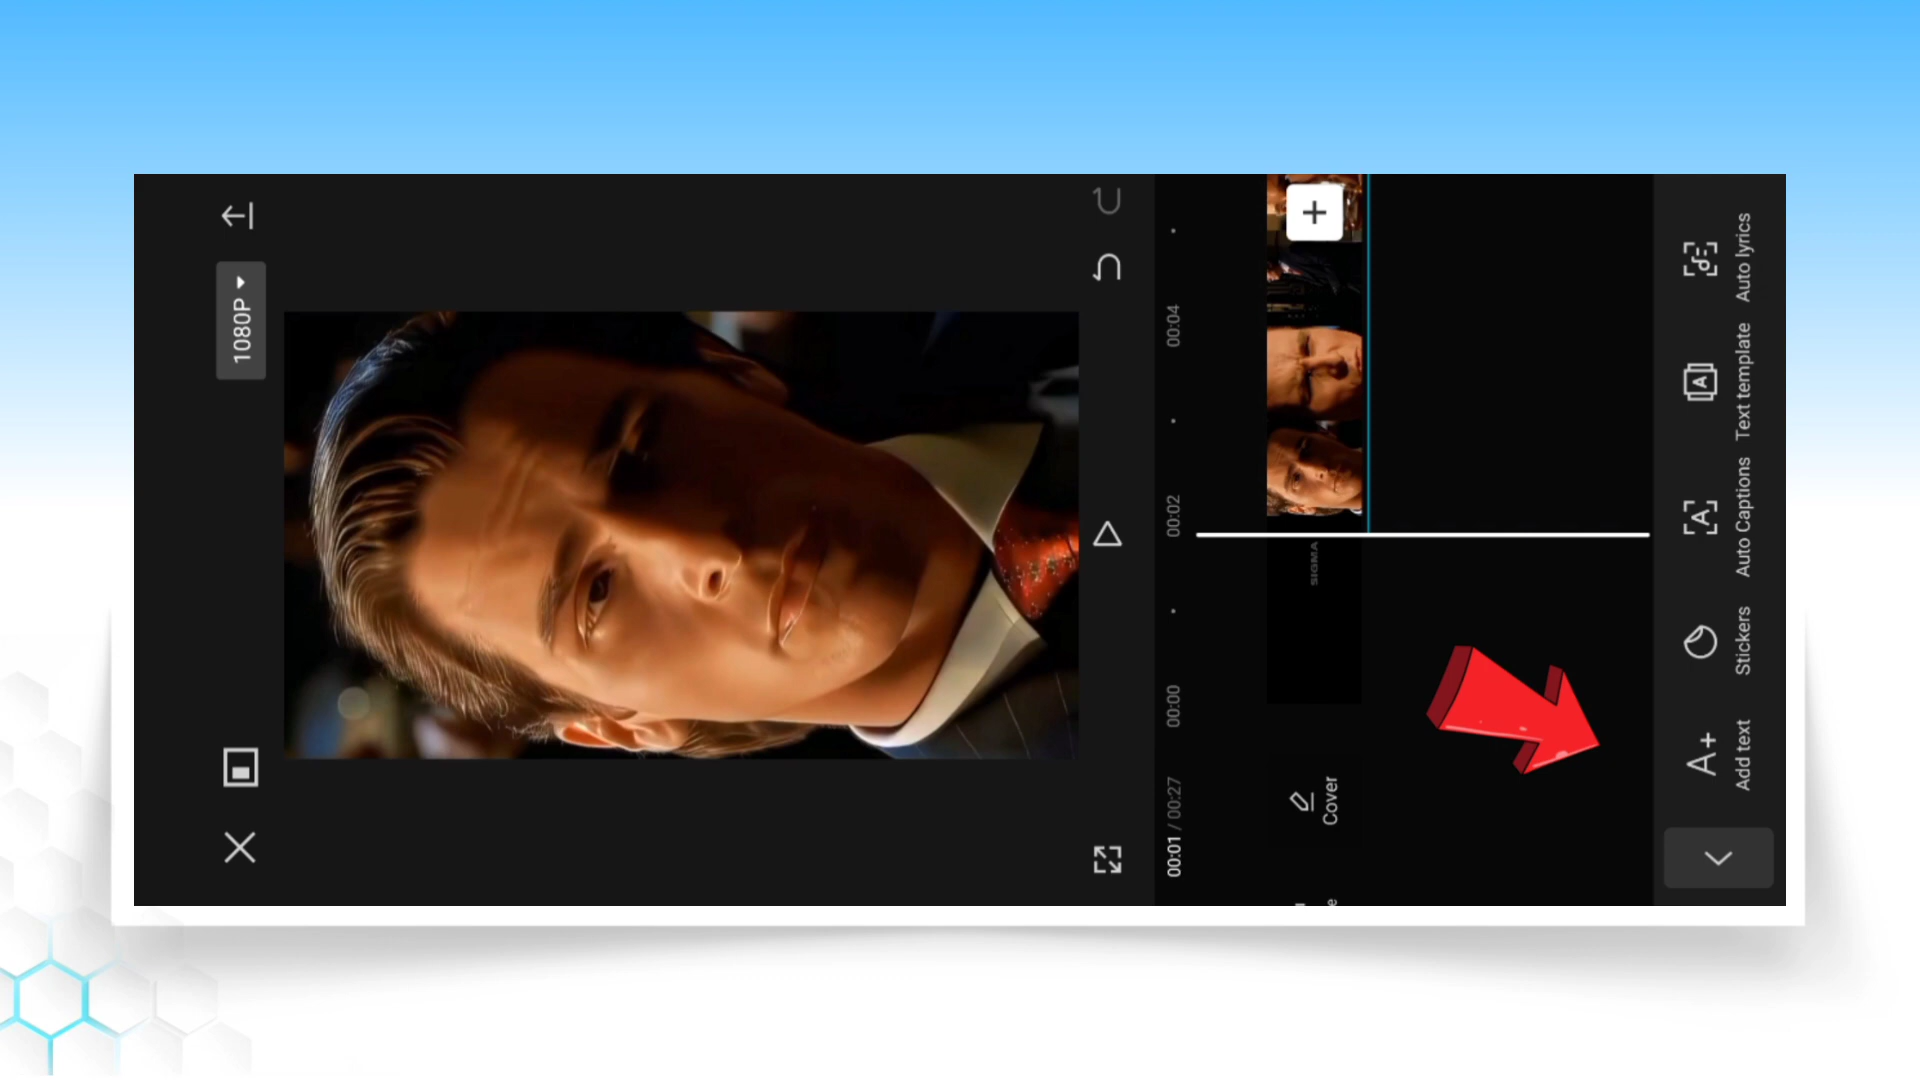 1080P
00:01 / 00:27
00:00
00:02
00:04
Cover
SIGMA
e
A+
Add text
Stickers
A
Auto Captions
A
Text template
Auto lyrics